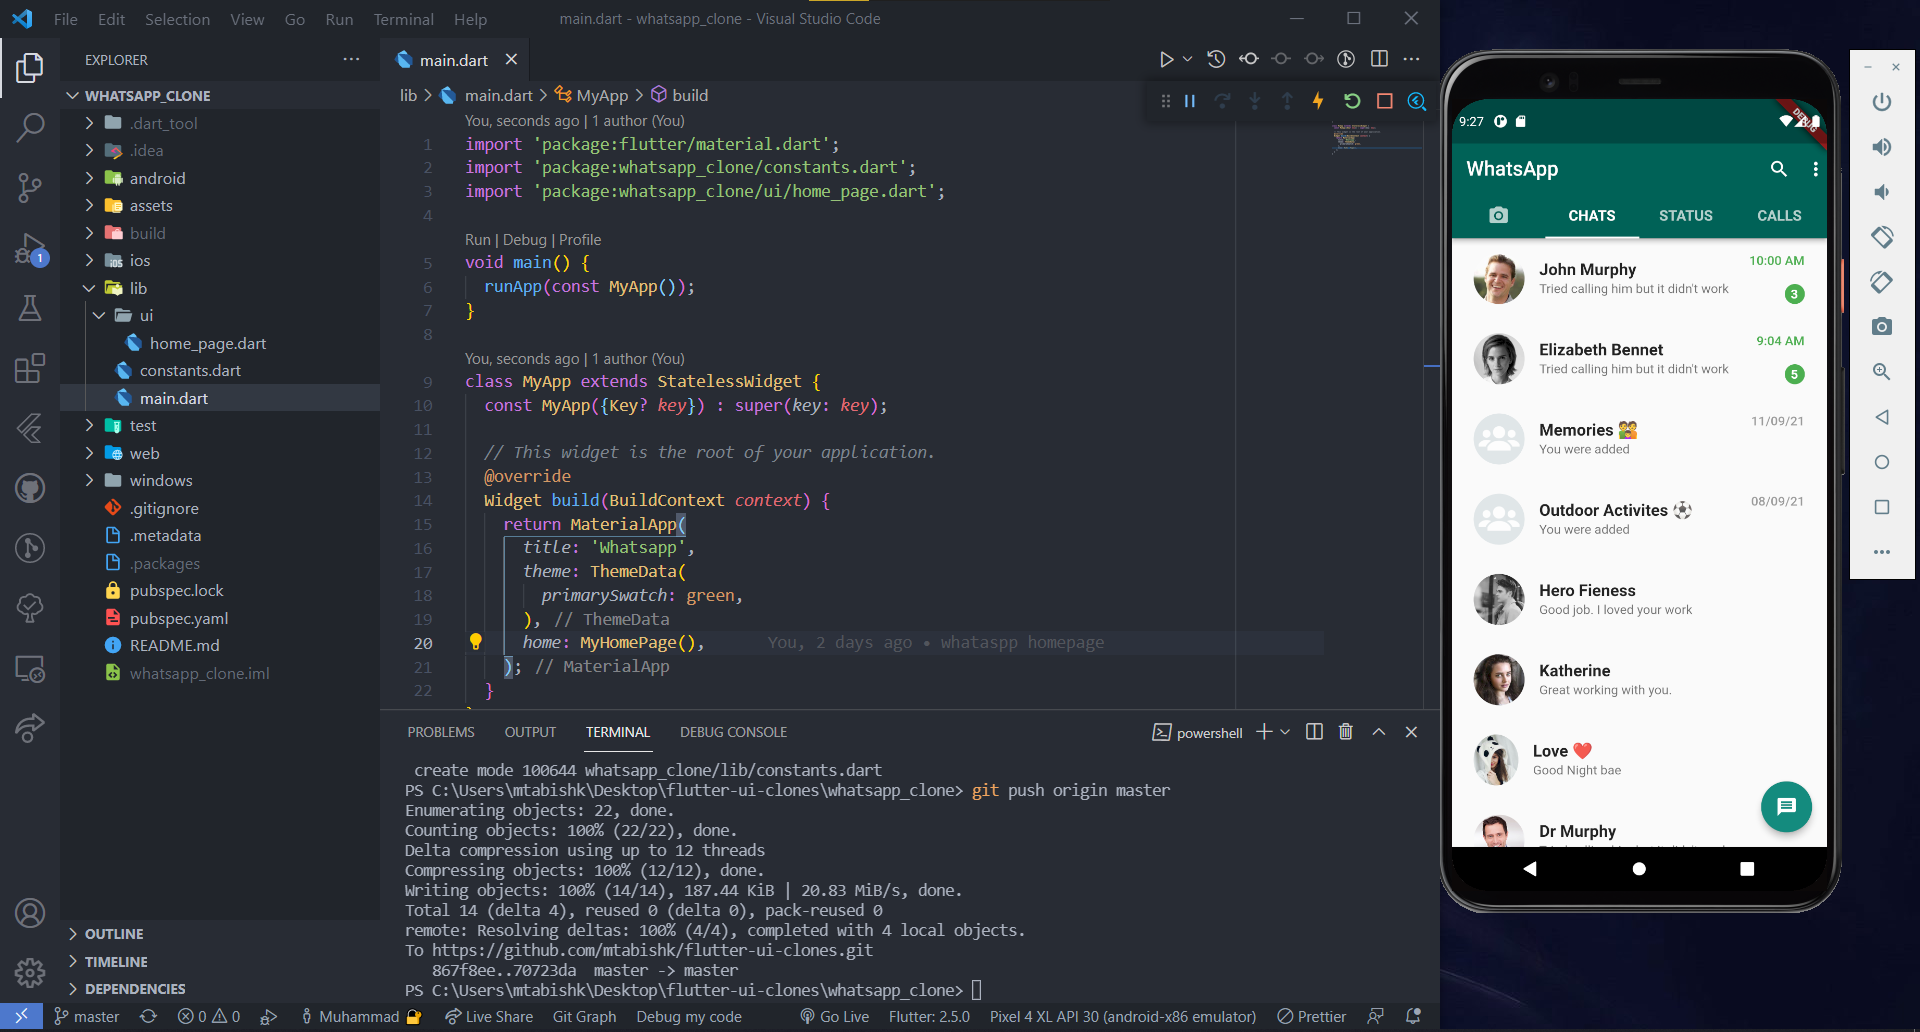 File Edit Selection View Go Run Terminal Help
main.dart - whatsapp_clone - Visual Studio Code
EXPLORER
WHATSAPP_CLONE
.dart_tool
.idea
android
assets
build
ios
lib
ui
home_page.dart
constants.dart
main.dart
test
web
windows
.gitignore
.metadata
.packages
pubspec.lock
pubspec.yaml
README.md
whatsapp_clone.iml
OUTLINE
TIMELINE
DEPENDENCIES
1
main.dart
lib > main.dart > MyApp > build
You, seconds ago | 1 author (You)
1 import 'package:flutter/material.dart';
2 import 'package:whatsapp_clone/constants.dart';
3 import 'package:whatsapp_clone/ui/home_page.dart';
4
Run | Debug | Profile
5 void main() {
6 runApp(const MyApp());
7 }
8
You, seconds ago | 1 author (You)
9 class MyApp extends StatelessWidget {
10 const MyApp({Key? key}) : super(key: key);
11
12 // This widget is the root of your application.
13 @override
14 Widget build(BuildContext context) {
15 return MaterialApp(
16 title: 'Whatsapp',
17 theme: ThemeData(
18 primarySwatch: green,
19 ), // ThemeData
20 home: MyHomePage(), You, 2 days ago • whataspp homepage
21 ); // MaterialApp
22 }
PROBLEMS OUTPUT TERMINAL DEBUG CONSOLE
powershell
create mode 100644 whatsapp_clone/lib/constants.dart
PS C:\Users\mtabishk\Desktop\flutter-ui-clones\whatsapp_clone> git push origin master
Enumerating objects: 22, done.
Counting objects: 100% (22/22), done.
Delta compression using up to 12 threads
Compressing objects: 100% (12/12), done.
Writing objects: 100% (14/14), 187.44 KiB | 20.83 MiB/s, done.
Total 14 (delta 4), reused 0 (delta 0), pack-reused 0
remote: Resolving deltas: 100% (4/4), completed with 4 local objects.
To https://github.com/mtabishk/flutter-ui-clones.git
867f8ee..70723da master -> master
PS C:\Users\mtabishk\Desktop\flutter-ui-clones\whatsapp_clone>
master 0 0 Muhammad Live Share Git Graph Debug my code Go Live Flutter: 2.5.0 Pixel 4 XL API 30 (android-x86 emulator) Prettier
9:27
DEBUG
WhatsApp
CHATS STATUS CALLS
John Murphy 10:00 AM
Tried calling him but it didn't work 3
Elizabeth Bennet 9:04 AM
Tried calling him but it didn't work 5
Memories 👨‍👩‍👧 11/09/21
You were added
Outdoor Activites ⚽ 08/09/21
You were added
Hero Fieness
Good job. I loved your work
Katherine
Great working with you.
Love ❤️
Good Night bae
Dr Murphy